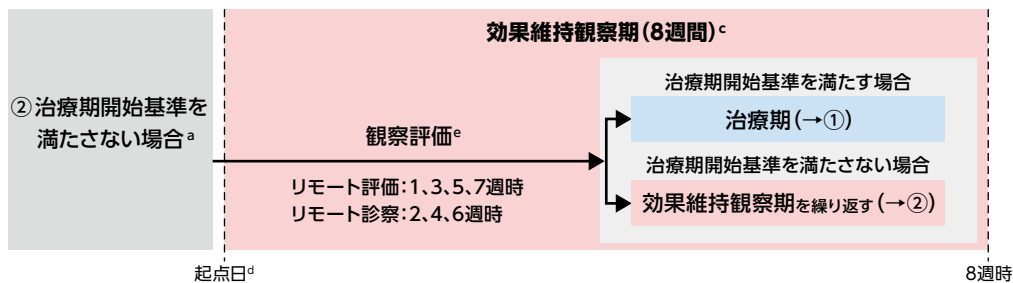 効果維持観察期（8週間）c
② 治療期開始基準を
満たさない場合a
治療期開始基準を満たす場合
治療期（→①）
観察評価e
治療期開始基準を満たさない場合
リモート評価：1、3、5、7週時
リモート診察：2、4、6週時
効果維持観察期を繰り返す（→②）
起点日d
8週時